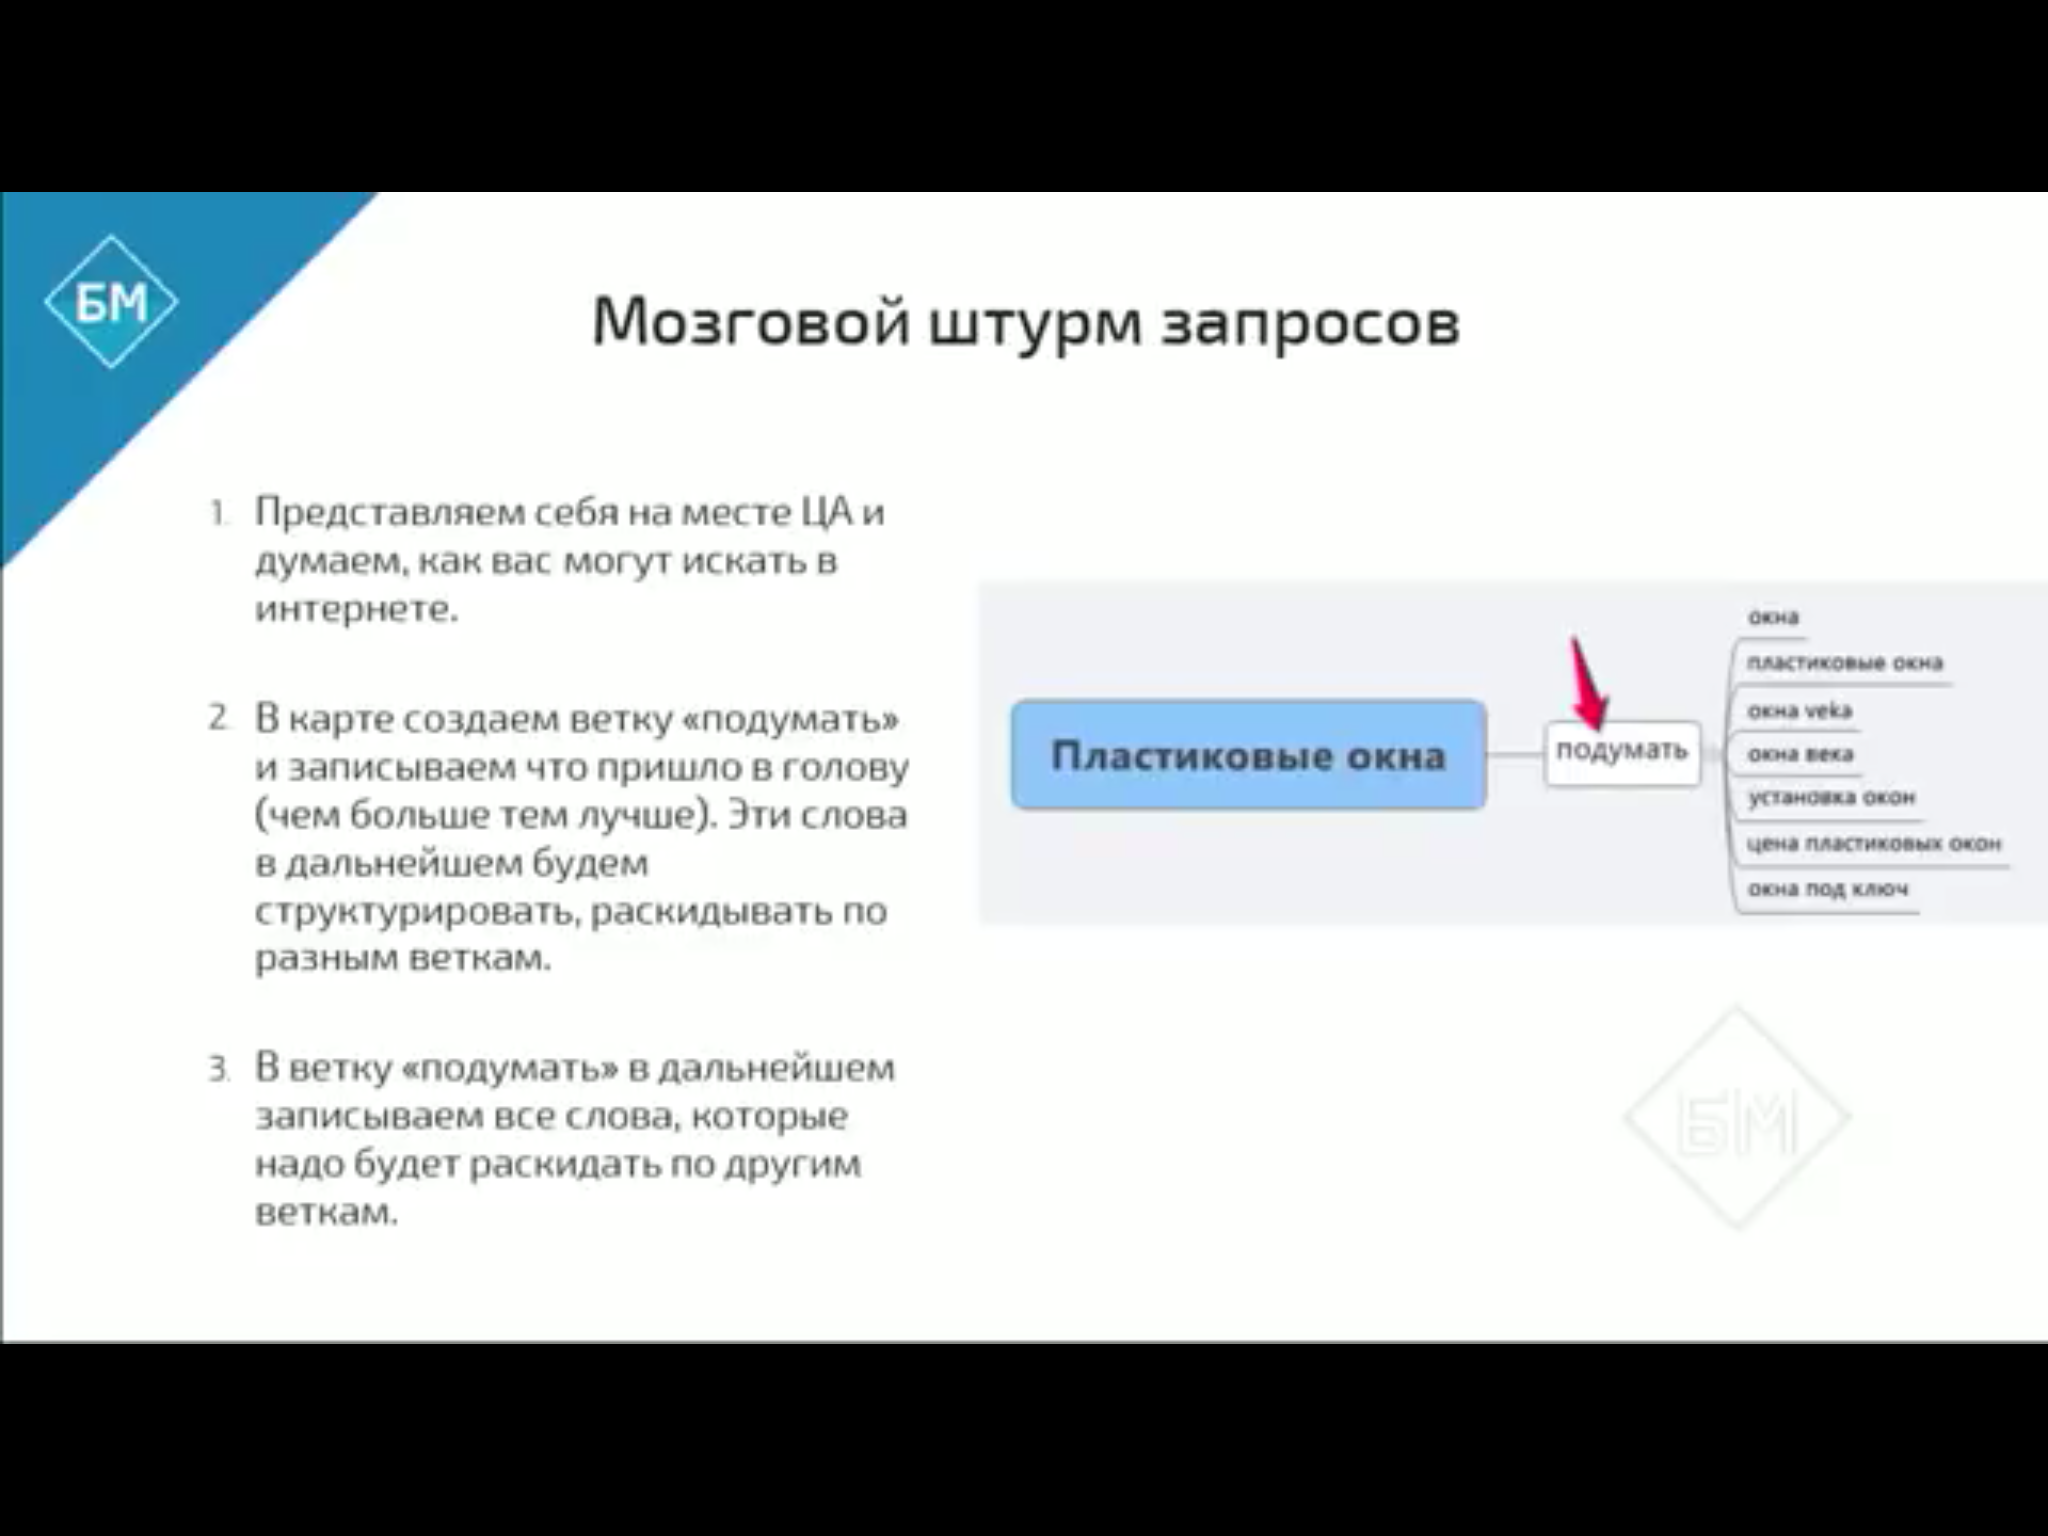 БМ
Мозговой штурм запросов
1. Представляем себя на месте ЦА и
думаем, как вас могут искать в
интернете.
2. В карте создаем ветку «подумать»
и записываем что пришло в голову
(чем больше тем лучше). Эти слова
в дальнейшем будем
структурировать, раскидывать по
разным веткам.
3. В ветку «подумать» в дальнейшем
записываем все слова, которые
надо будет раскидать по другим
веткам.
Пластиковые окна
подумать
окна
пластиковые окна
окна veka
окна века
установка окон
цена пластиковых окон
окна под ключ
БМ